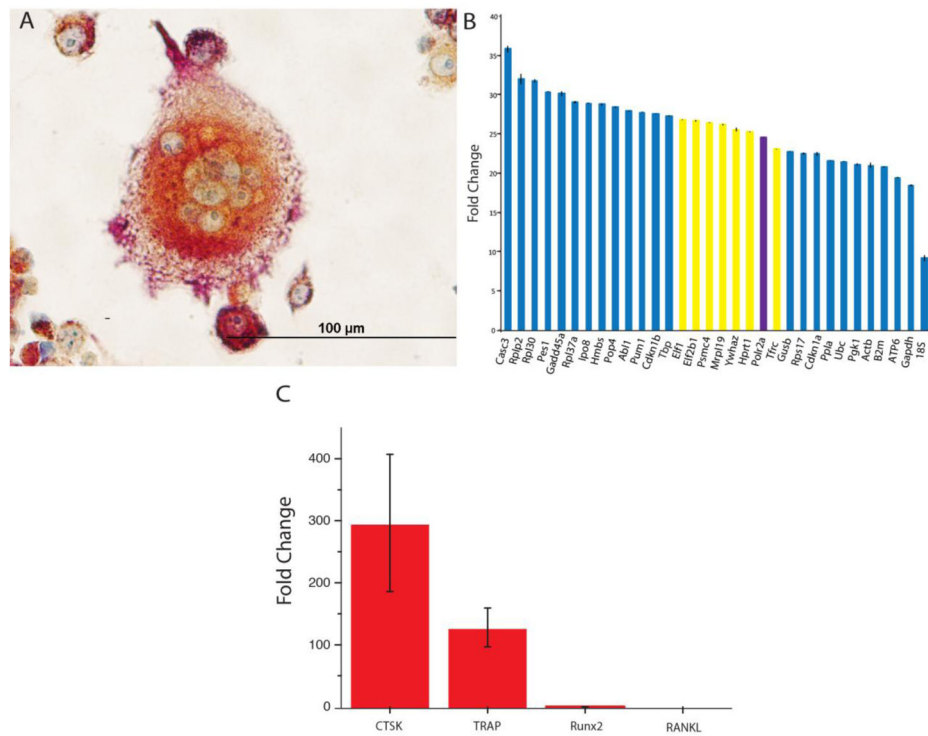 A
100 μm
B
Fold Change
40
35
30
25
20
15
10
5
0
Casc3
Rplp2
Rpl30
Pes1
Gadd45a
Rpl37a
Ipo8
Hmbs
Pop4
Abl1
Pum1
Cdkn1b
Tbp
Elf1
Eif2b1
Psmc4
Mrpl19
Ywhaz
Hprt1
Polr2a
Tfrc
Gusb
Rps17
Cdkn1a
Ppla
Ubc
Pgk1
Actb
B2m
ATP6
Gapdh
18S
C
Fold Change
400
300
200
100
0
CTSK
TRAP
Runx2
RANKL